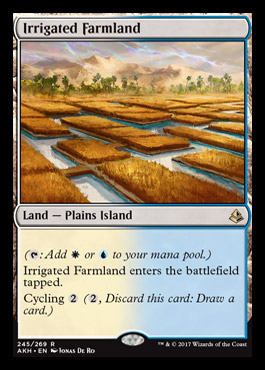 Irrigated Farmland
Land — Plains Island
(: Add or to your mana pool.)
Irrigated Farmland enters the battlefield
tapped.
Cycling 2 (2, Discard this card: Draw a
card.)
245/269 R
AKH • EN Jonas De Ro
™ & © 2017 Wizards of the Coast